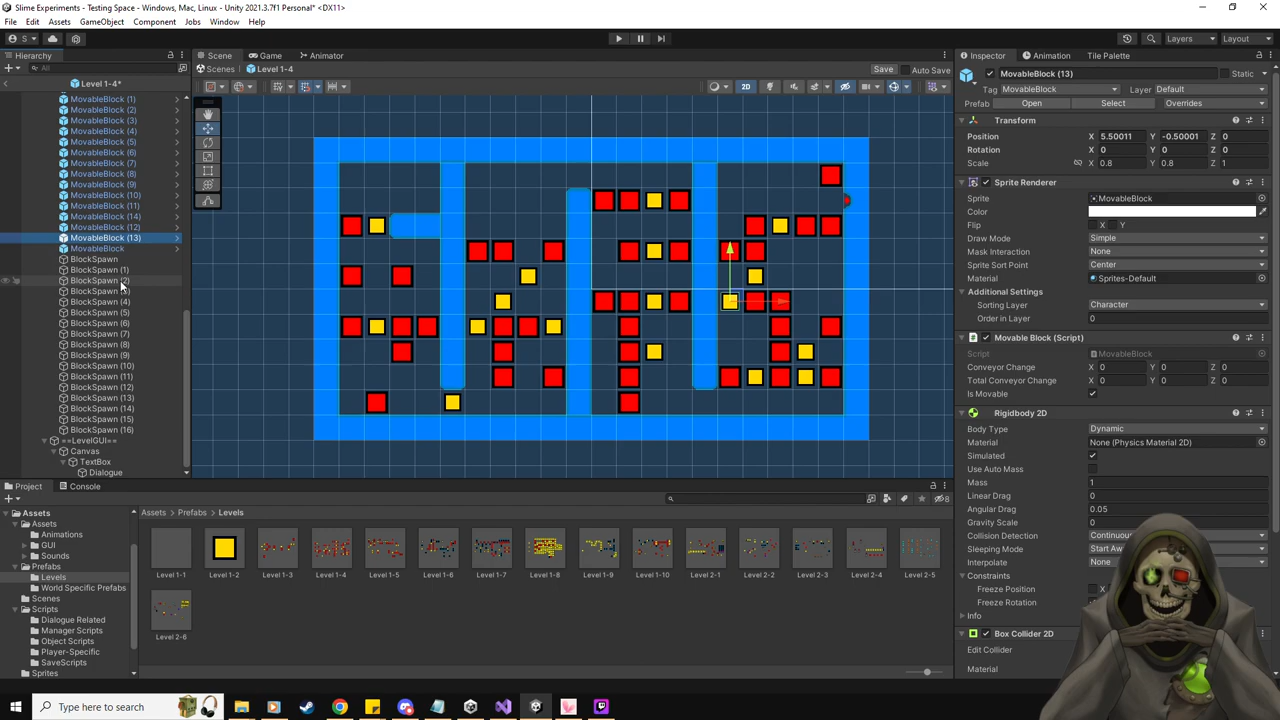 Slime Experiments - Testing Space - Windows, Mac, Linux - Unity 2021.3.7f1 Personal* <DX11>
File Edit Assets GameObject Component Jobs Window Help
S Layers Layout
Hierarchy
All
Level 1-4*
MovableBlock (1)
MovableBlock (2)
MovableBlock (3)
MovableBlock (4)
MovableBlock (5)
MovableBlock (6)
MovableBlock (7)
MovableBlock (8)
MovableBlock (9)
MovableBlock (10)
MovableBlock (11)
MovableBlock (14)
MovableBlock (12)
MovableBlock (13)
MovableBlock
BlockSpawn
BlockSpawn (1)
BlockSpawn (2)
BlockSpawn
BlockSpawn (4)
BlockSpawn (5)
BlockSpawn (6)
BlockSpawn (7)
BlockSpawn (8)
BlockSpawn (9)
BlockSpawn (10)
BlockSpawn (11)
BlockSpawn (12)
BlockSpawn (13)
BlockSpawn (14)
BlockSpawn (15)
BlockSpawn (16)
==LevelGUI==
Canvas
TextBox
Dialogue
Scene Game Animator
Scenes Level 1-4 Save Auto Save
2D
Inspector Animation Tile Palette
MovableBlock (13) Static
Tag MovableBlock Layer Default
Prefab Open Select Overrides
Transform
Position X 5.50011 Y -0.50001 Z 0
Rotation X 0 Y 0 Z 0
Scale X 0.8 Y 0.8 Z 1
Sprite Renderer
Sprite MovableBlock
Color
Flip X Y
Draw Mode Simple
Mask Interaction None
Sprite Sort Point Center
Material Sprites-Default
Additional Settings
Sorting Layer Character
Order in Layer 0
Movable Block (Script)
Script MovableBlock
Conveyor Change X 0 Y 0 Z 0
Total Conveyor Change X 0 Y 0 Z 0
Is Movable
Rigidbody 2D
Body Type Dynamic
Material None (Physics Material 2D)
Simulated
Use Auto Mass
Mass 1
Linear Drag 0
Angular Drag 0.05
Gravity Scale 0
Collision Detection Continuous
Sleeping Mode Start Aw
Interpolate None
Constraints
Freeze Position X
Freeze Rotation
Info
Box Collider 2D
Edit Collider
Material
Project Console
8
Assets
Assets
Animations
GUI
Sounds
Prefabs
Levels
World Specific Prefabs
Scenes
Scripts
Dialogue Related
Manager Scripts
Object Scripts
Player-Specific
SaveScripts
Sprites
Assets > Prefabs > Levels
Level 1-1 Level 1-2 Level 1-3 Level 1-4 Level 1-5 Level 1-6 Level 1-7 Level 1-8 Level 1-9 Level 1-10 Level 2-1 Level 2-2 Level 2-3 Level 2-4 Level 2-5
Level 2-6
Type here to search